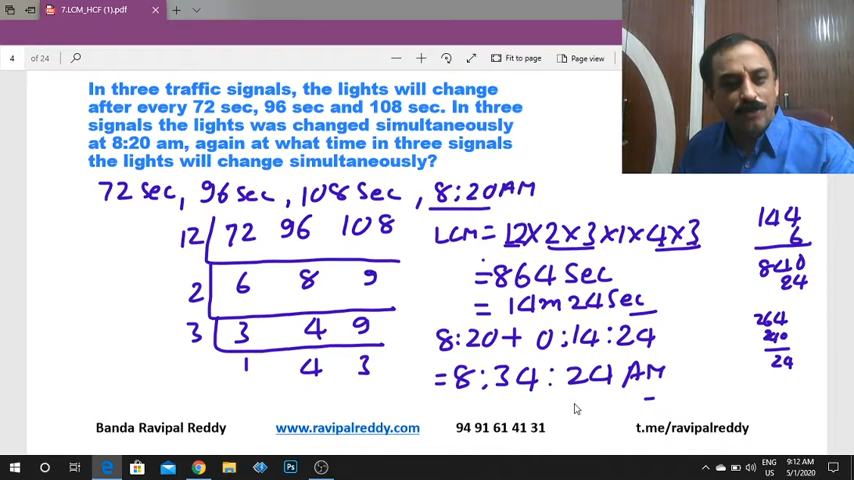 7.LCM_HCF (1).pdf
4 of 24
Fit to page
Page view
In three traffic signals, the lights will change
after every 72 sec, 96 sec and 108 sec. In three
signals the lights was changed simultaneously
at 8:20 am, again at what time in three signals
the lights will change simultaneously?
72 Sec, 96 Sec, 108 Sec, 8:20 AM
12 72 96 108
2 6 8 9
3 3 4 9
1 4 3
LCM = 12×2×3×1×4×3
= 864 Sec
= 14m 24 Sec
8:20 + 0:14:24
= 8:34:24 AM
144
6
840
24
264
240
24
Banda Ravipal Reddy
www.ravipalreddy.com
94 91 61 41 31
t.me/ravipalreddy
ENG
US
9:12 AM
5/1/2020